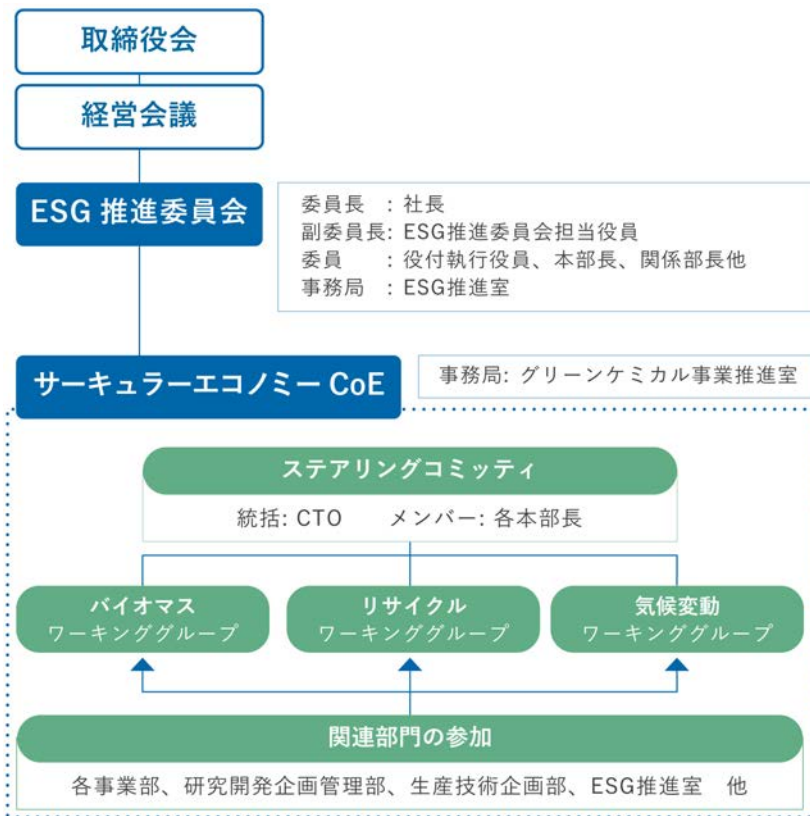 取締役会
経営会議
ESG 推進委員会
委員長　: 社長
副委員長: ESG推進委員会担当役員
委員　　: 役付執行役員、本部長、関係部長他
事務局　: ESG推進室
サーキュラーエコノミー CoE
事務局: グリーンケミカル事業推進室
ステアリングコミッティ
統括: CTO　　メンバー: 各本部長
バイオマス
ワーキンググループ
リサイクル
ワーキンググループ
気候変動
ワーキンググループ
関連部門の参加
各事業部、研究開発企画管理部、生産技術企画部、ESG推進室　他